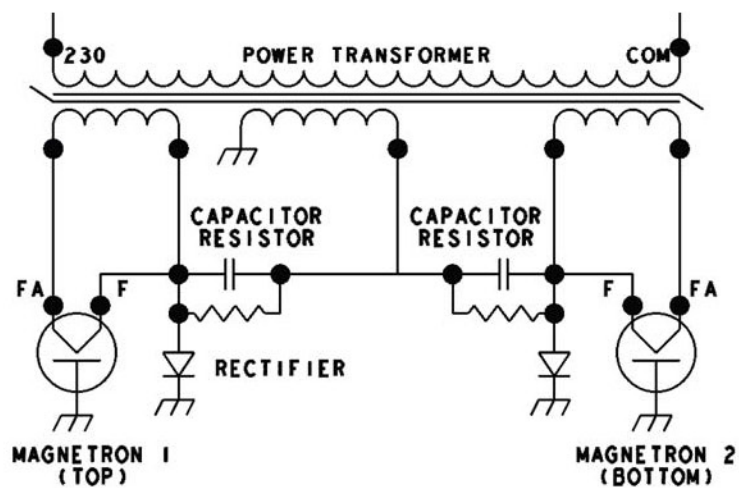 230 POWER TRANSFORMER COM
CAPACITOR
RESISTOR
CAPACITOR
RESISTOR
FA F
F FA
RECTIFIER
MAGNETRON 1
(TOP)
MAGNETRON 2
(BOTTOM)